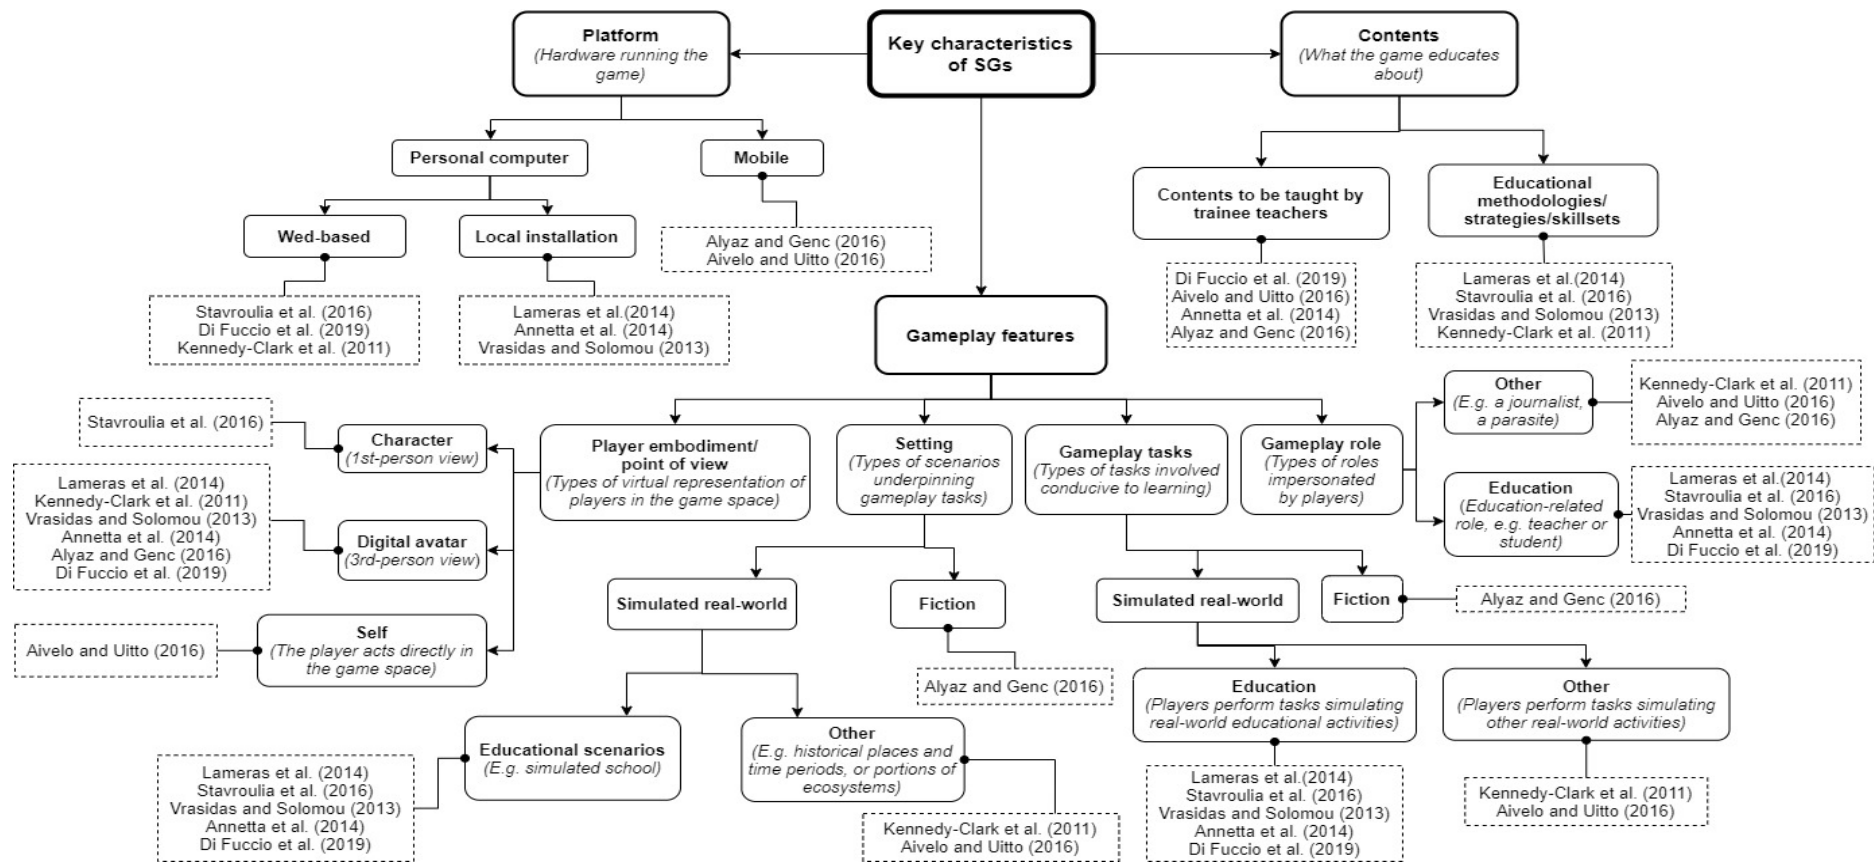 Key characteristics
of SGs
Platform
(Hardware running the
game)
Contents
(What the game educates
about)
Personal computer
Mobile
Wed-based
Local installation
Alyaz and Genc (2016)
Aivelo and Uitto (2016)
Stavroulia et al. (2016)
Di Fuccio et al. (2019)
Kennedy-Clark et al. (2011)
Lameras et al.(2014)
Annetta et al. (2014)
Vrasidas and Solomou (2013)
Contents to be taught by
trainee teachers
Educational
methodologies/
strategies/skillsets
Di Fuccio et al. (2019)
Aivelo and Uitto (2016)
Annetta et al. (2014)
Alyaz and Genc (2016)
Lameras et al.(2014)
Stavroulia et al. (2016)
Vrasidas and Solomou (2013)
Kennedy-Clark et al. (2011)
Gameplay features
Player embodiment/
point of view
(Types of virtual representation of
players in the game space)
Setting
(Types of scenarios
underpinning
gameplay tasks)
Gameplay tasks
(Types of tasks involved
conducive to learning)
Gameplay role
(Types of roles
impersonated
by players)
Stavroulia et al. (2016)
Character
(1st-person view)
Lameras et al. (2014)
Kennedy-Clark et al. (2011)
Vrasidas and Solomou (2013)
Annetta et al. (2014)
Alyaz and Genc (2016)
Di Fuccio et al. (2019)
Digital avatar
(3rd-person view)
Aivelo and Uitto (2016)
Self
(The player acts directly in
the game space)
Other
(E.g. a journalist,
a parasite)
Kennedy-Clark et al. (2011)
Aivelo and Uitto (2016)
Alyaz and Genc (2016)
Education
(Education-related
role, e.g. teacher or
student)
Lameras et al.(2014)
Stavroulia et al. (2016)
Vrasidas and Solomou (2013)
Annetta et al. (2014)
Di Fuccio et al. (2019)
Simulated real-world
Fiction
Alyaz and Genc (2016)
Educational scenarios
(E.g. simulated school)
Lameras et al. (2014)
Stavroulia et al. (2016)
Vrasidas and Solomou (2013)
Annetta et al. (2014)
Di Fuccio et al. (2019)
Other
(E.g. historical places and
time periods, or portions of
ecosystems)
Kennedy-Clark et al. (2011)
Aivelo and Uitto (2016)
Simulated real-world
Fiction
Alyaz and Genc (2016)
Education
(Players perform tasks simulating
real-world educational activities)
Lameras et al.(2014)
Stavroulia et al. (2016)
Vrasidas and Solomou (2013)
Annetta et al. (2014)
Di Fuccio et al. (2019)
Other
(Players perform tasks simulating
other real-world activities)
Kennedy-Clark et al. (2011)
Aivelo and Uitto (2016)